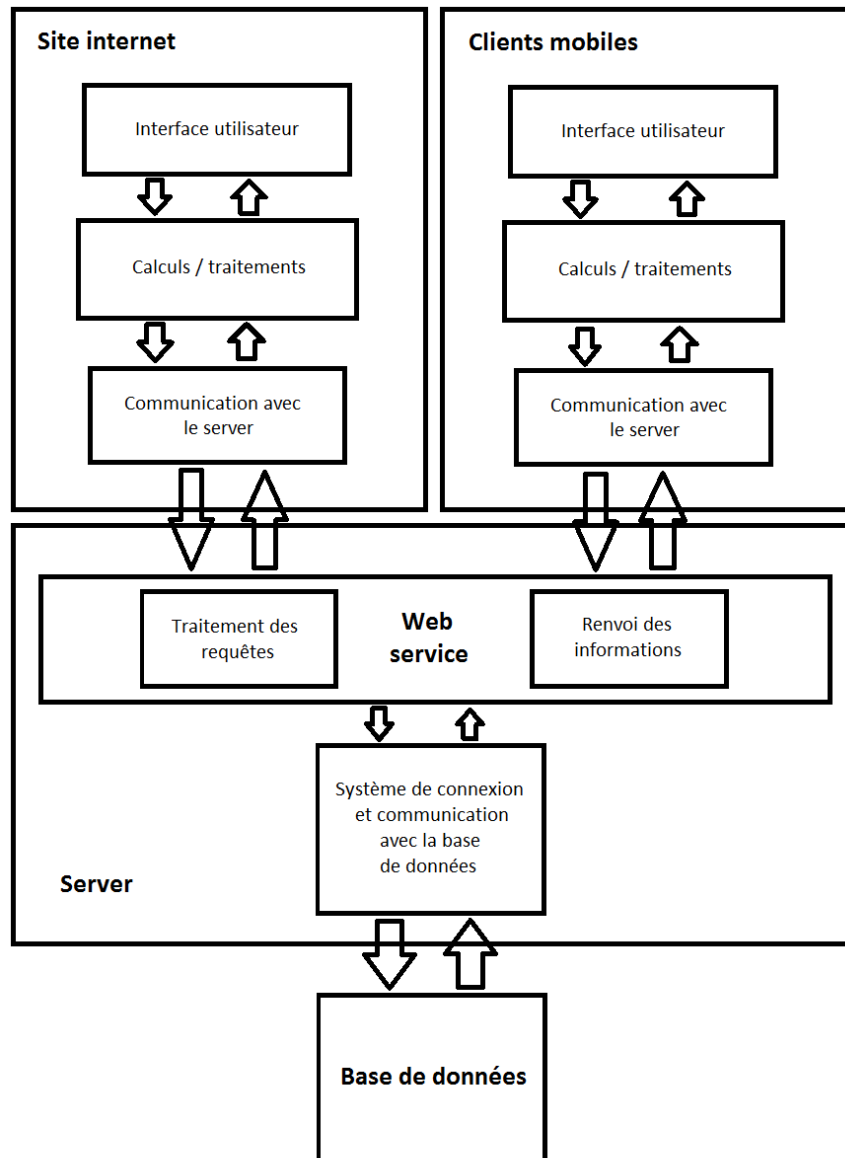 Site internet
Interface utilisateur
Calculs / traitements
Communication avec
le server
Clients mobiles
Interface utilisateur
Calculs / traitements
Communication avec
le server
Traitement des
requêtes
Web
service
Renvoi des
informations
Système de connexion
et communication
avec la base
de données
Server
Base de données